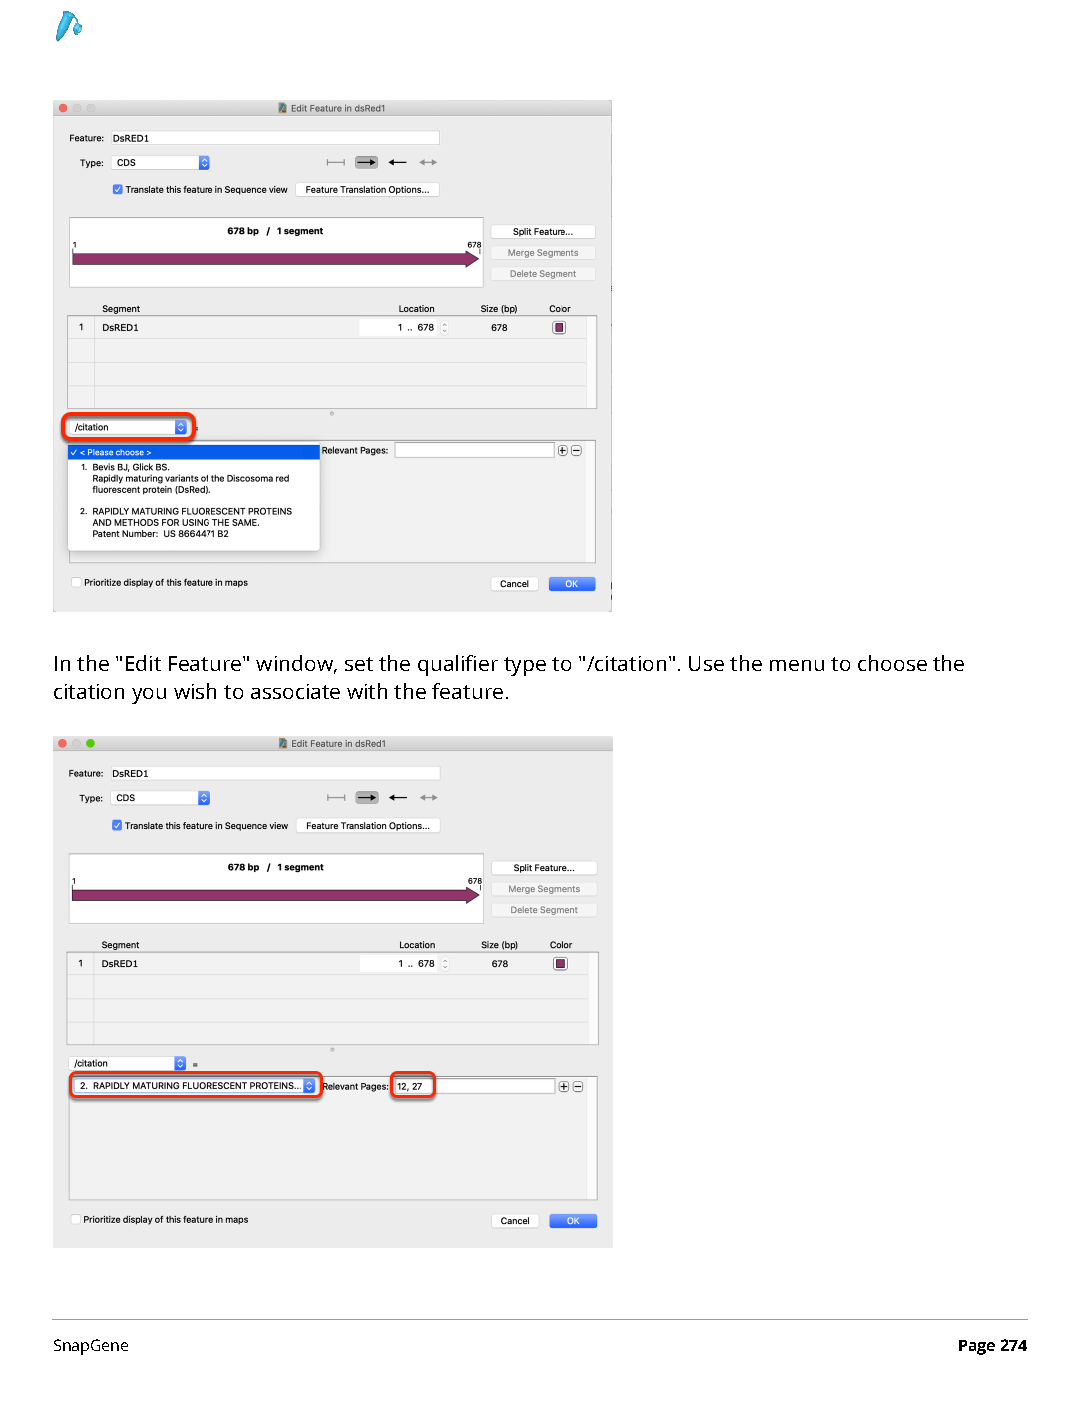 Edit Feature in dsRed1
Feature: DsRED1
Type: CDS
Translate this feature in Sequence view Feature Translation Options...
678 bp / 1 segment
Split Feature...
1 678
Merge Segments
Delete Segment
Segment Location Size (bp) Color
1 DsRED1 1 .. 678 678
/citation =
✓ < Please choose > Relevant Pages:
1. Bevis BJ, Glick BS.
Rapidly maturing variants of the Discosoma red
fluorescent protein (DsRed).
2. RAPIDLY MATURING FLUORESCENT PROTEINS
AND METHODS FOR USING THE SAME.
Patent Number: US 8664471 B2
Prioritize display of this feature in maps Cancel OK
In the "Edit Feature" window, set the qualifier type to "/citation". Use the menu to choose the
citation you wish to associate with the feature.
Edit Feature in dsRed1
Feature: DsRED1
Type: CDS
Translate this feature in Sequence view Feature Translation Options...
678 bp / 1 segment
Split Feature...
1 678
Merge Segments
Delete Segment
Segment Location Size (bp) Color
1 DsRED1 1 .. 678 678
/citation =
2. RAPIDLY MATURING FLUORESCENT PROTEINS... Relevant Pages: 12, 27
Prioritize display of this feature in maps Cancel OK
SnapGene Page 274